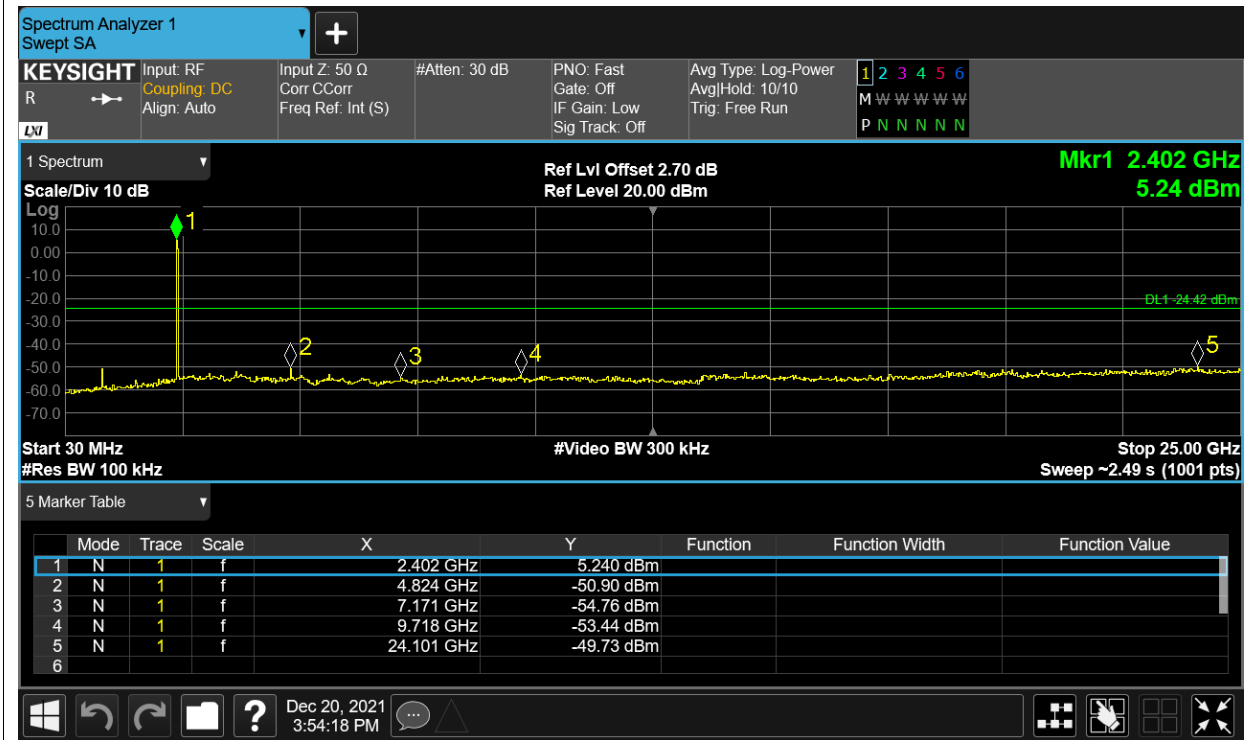 Spectrum Analyzer 1
Swept SA
KEYSIGHT
R
LXI
Input: RF
Coupling: DC
Align: Auto
Input Z: 50 Ω
Corr CCorr
Freq Ref: Int (S)
#Atten: 30 dB
PNO: Fast
Gate: Off
IF Gain: Low
Sig Track: Off
Avg Type: Log-Power
Avg|Hold: 10/10
Trig: Free Run
1 2 3 4 5 6
M W W W W W
P N N N N N
1 Spectrum
Scale/Div 10 dB
Ref Lvl Offset 2.70 dB
Ref Level 20.00 dBm
Mkr1 2.402 GHz
5.24 dBm
Log
10.0
0.00
-10.0
-20.0
-30.0
-40.0
-50.0
-60.0
-70.0
1
2
3
4
5
DL1 -24.42 dBm
Start 30 MHz
#Video BW 300 kHz
Stop 25.00 GHz
#Res BW 100 kHz
Sweep ~2.49 s (1001 pts)
5 Marker Table
Mode Trace Scale X Y Function Function Width Function Value
1 N 1 f 2.402 GHz 5.240 dBm
2 N 1 f 4.824 GHz -50.90 dBm
3 N 1 f 7.171 GHz -54.76 dBm
4 N 1 f 9.718 GHz -53.44 dBm
5 N 1 f 24.101 GHz -49.73 dBm
6
?
Dec 20, 2021
3:54:18 PM